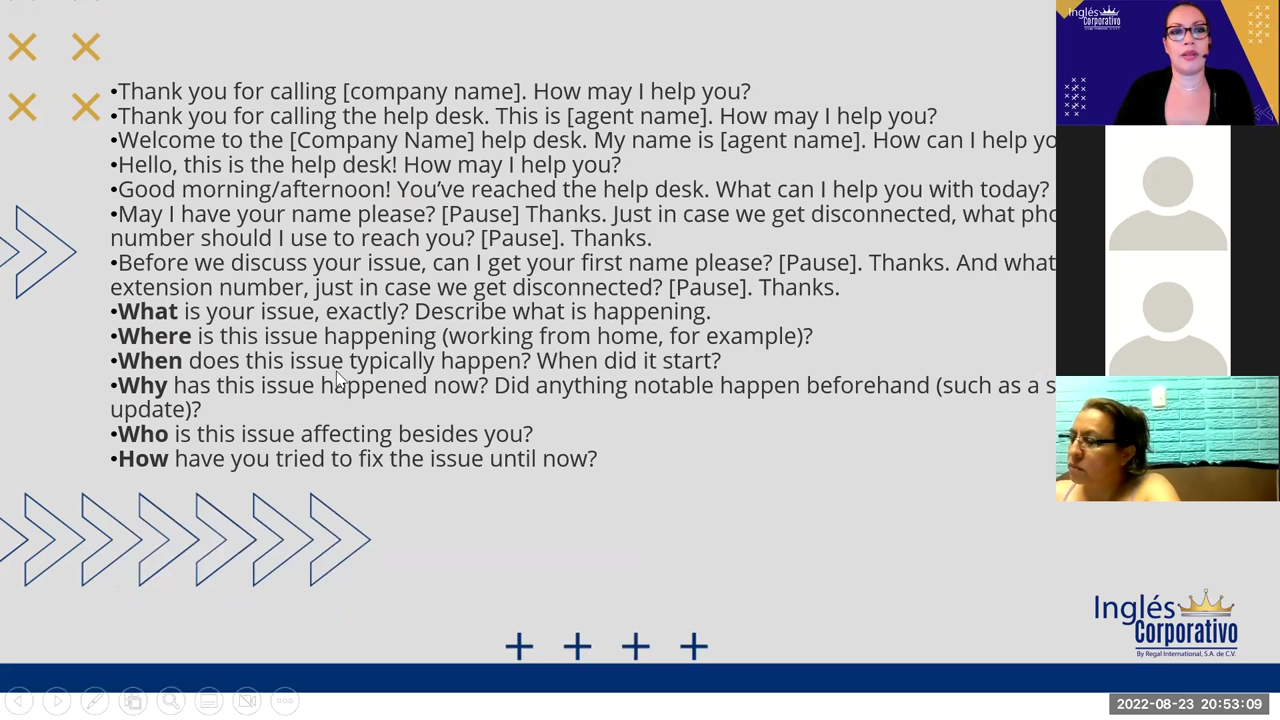 •Thank you for calling [company name]. How may I help you?
•Thank you for calling the help desk. This is [agent name]. How may I help you?
•Welcome to the [Company Name] help desk. My name is [agent name]. How can I help yo
•Hello, this is the help desk! How may I help you?
•Good morning/afternoon! You’ve reached the help desk. What can I help you with today?
•May I have your name please? [Pause] Thanks. Just in case we get disconnected, what pho
number should I use to reach you? [Pause]. Thanks.
•Before we discuss your issue, can I get your first name please? [Pause]. Thanks. And what
extension number, just in case we get disconnected? [Pause]. Thanks.
•What is your issue, exactly? Describe what is happening.
•Where is this issue happening (working from home, for example)?
•When does this issue typically happen? When did it start?
•Why has this issue happened now? Did anything notable happen beforehand (such as a s
update)?
•Who is this issue affecting besides you?
•How have you tried to fix the issue until now?
Inglés
Corporativo
Inglés
Corporativo
By Regal International, S.A. de C.V.
2022-08-23 20:53:09